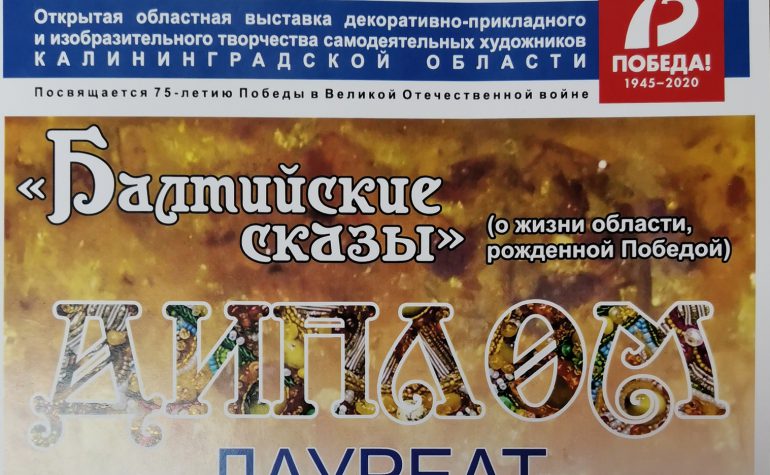 Открытая областная выставка декоративно-прикладного
и изобразительного творчества самодеятельных художников
КАЛИНИНГРАДСКОЙ ОБЛАСТИ
ПОБЕДА!
1945–2020
Посвящается 75-летию Победы в Великой Отечественной войне
«Балтийские
сказы»
(о жизни области,
рожденной Победой)
ДИПЛОМ
ЛАУРЕАТ